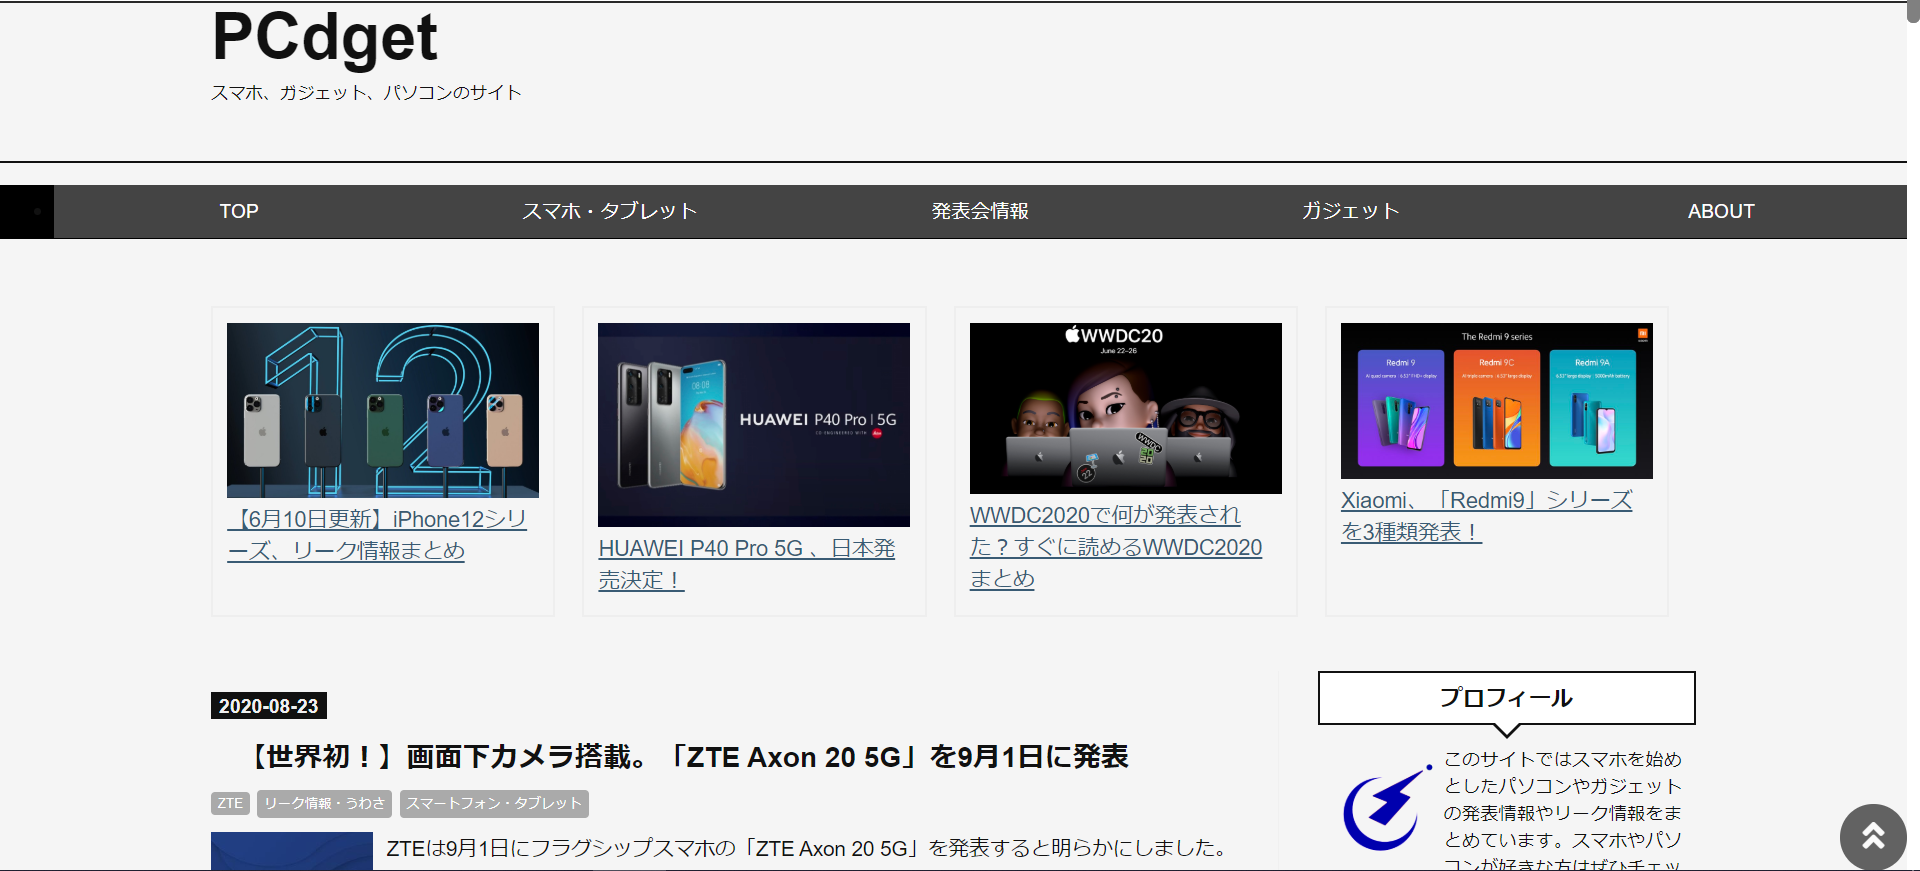 PCdget
スマホ、ガジェット、パソコンのサイト
TOP
スマホ・タブレット
発表会情報
ガジェット
ABOUT
【6月10日更新】iPhone12シリ
ーズ、リーク情報まとめ
HUAWEI P40 Pro | 5G
CO-ENGINEERED WITH
08:08
HUAWEI P40 Pro 5G 、日本発
売決定！
WWDC20
June 22–26
WWDC2020で何が発表され
た？すぐに読めるWWDC2020
まとめ
The Redmi 9 series
Redmi 9
Redmi 9C
Redmi 9A
Xiaomi、「Redmi9」シリーズ
を3種類発表！
2020-08-23
【世界初！】画面下カメラ搭載。「ZTE Axon 20 5G」を9月1日に発表
ZTE
リーク情報・うわさ
スマートフォン・タブレット
ZTEは9月1日にフラグシップスマホの「ZTE Axon 20 5G」を発表すると明らかにしました。
プロフィール
このサイトではスマホを始め
としたパソコンやガジェット
の発表情報やリーク情報をま
とめています。スマホやパソ
コンが好きな方はぜひチェッ